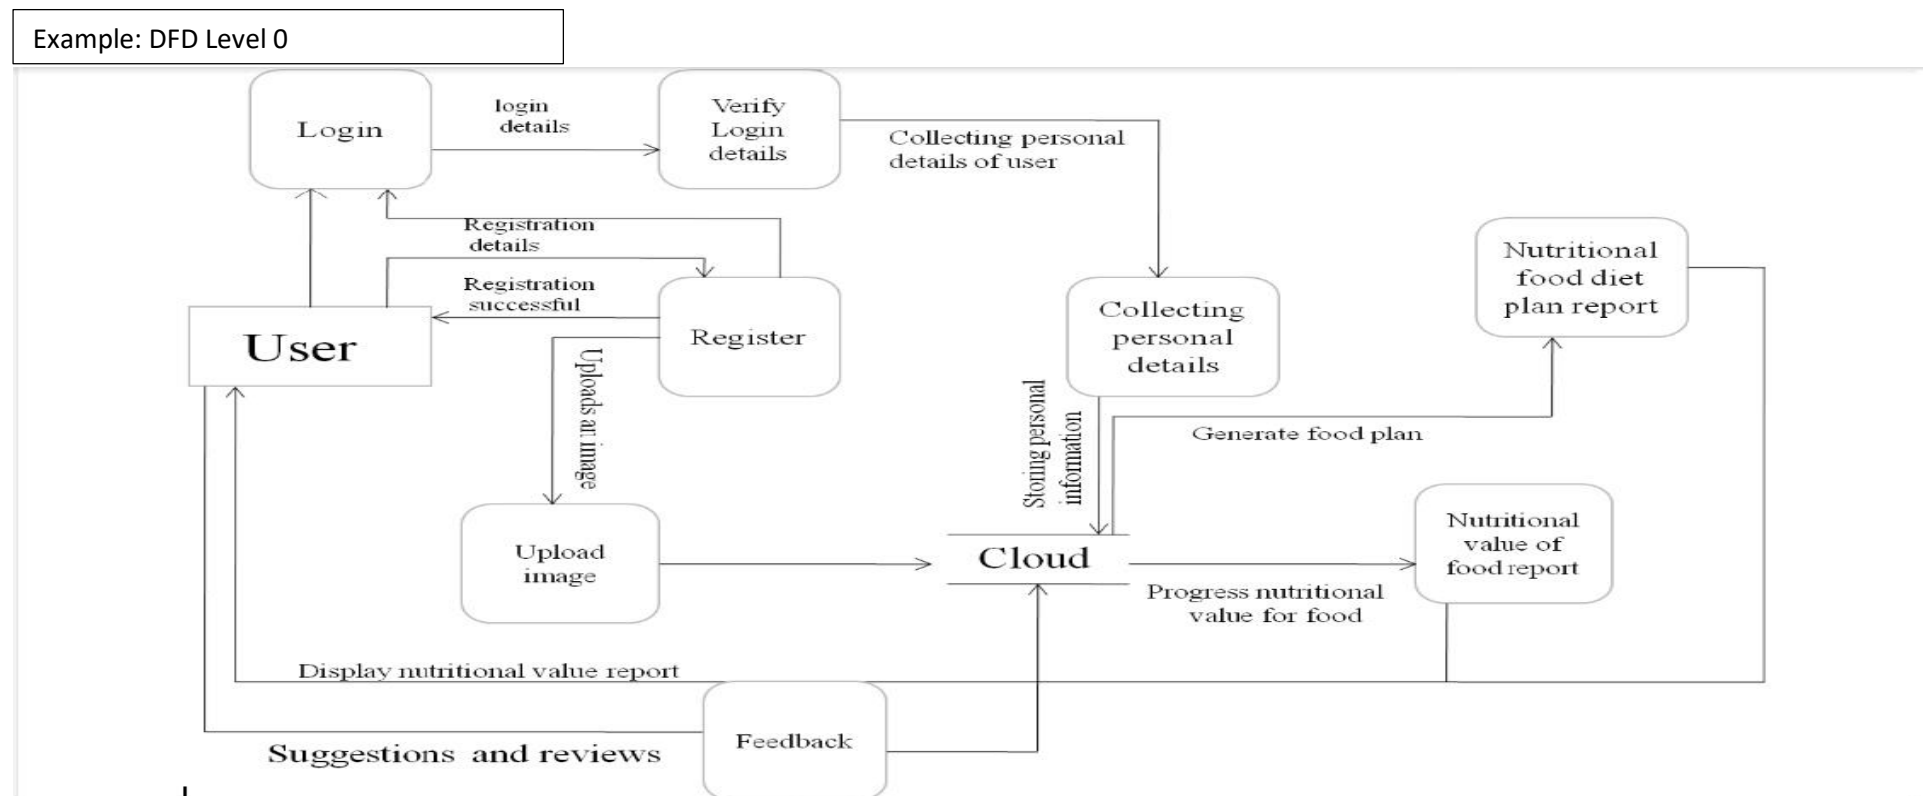 Example: DFD Level 0
Login
login
details
Verify
Login
details
Collecting personal
details of user
Registration
details
Registration
successful
User
Register
Uploads an image
Collecting
personal
details
Nutritional
food diet
plan report
Storing personal
information
Generate food plan
Upload
image
Cloud
Nutritional
value of
food report
Progress nutritional
value for food
Display nutritional value report
Feedback
Suggestions and reviews